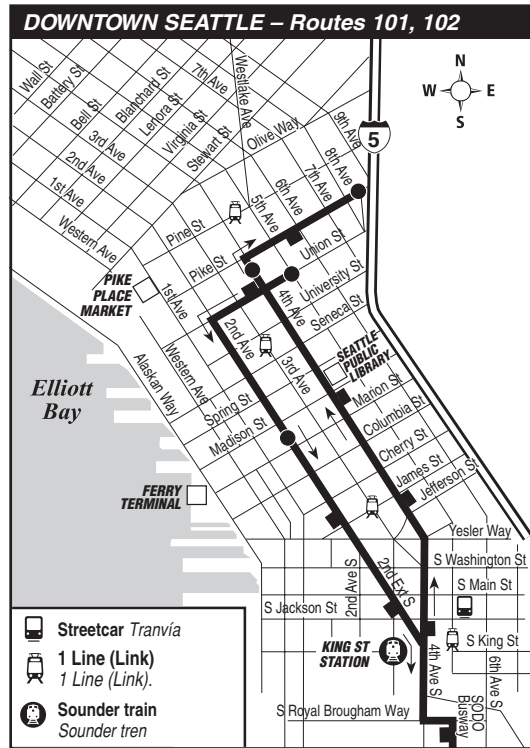 DOWNTOWN SEATTLE – Routes 101, 102
Wall St
Battery St
Bell St
Blanchard St
Lenora St
Virginia St
Stewart St
7th Ave
Westlake Ave
Olive Way
9th Ave
8th Ave
7th Ave
6th Ave
5th Ave
N
W
E
S
5
3rd Ave
2nd Ave
1st Ave
Western Ave
Pine St
Pike St
Union St
University St
Seneca St
4th Ave
PIKE
PLACE
MARKET
1st Ave
2nd Ave
3rd Ave
SEATTLE
PUBLIC
LIBRARY
Elliott
Bay
Alaskan Way
Western Ave
Spring St
Madison St
Marion St
Columbia St
Cherry St
James St
Jefferson St
FERRY
TERMINAL
Yesler Way
S Washington St
S Main St
2nd Ave S
2nd Ext S
S Jackson St
S King St
KING ST
STATION
4th Ave S
6th Ave S
SODO
Busway
S Royal Brougham Way
Streetcar Tranvía
1 Line (Link)
1 Line (Link).
Sounder train
Sounder tren